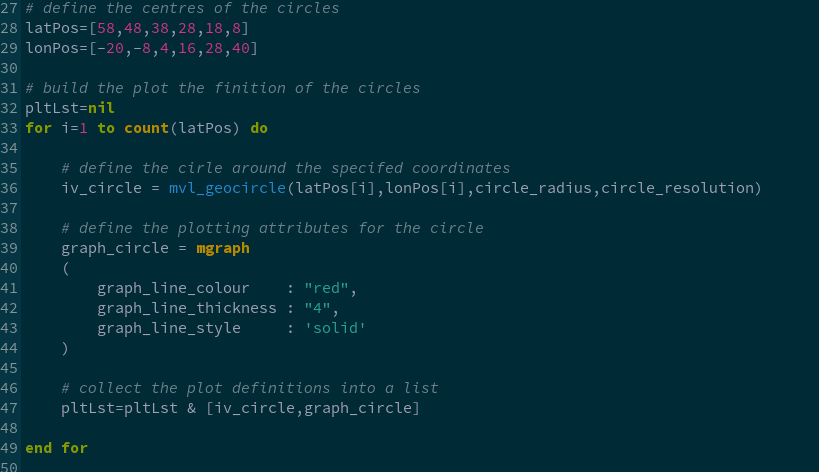 27 # define the centres of the circles
28 latPos=[58,48,38,28,18,8]
29 lonPos=[-20,-8,4,16,28,40]
30
31 # build the plot the finition of the circles
32 pltLst=nil
33 for i=1 to count(latPos) do
34
35     # define the cirle around the specifed coordinates
36     iv_circle = mvl_geocircle(latPos[i],lonPos[i],circle_radius,circle_resolution)
37
38     # define the plotting attributes for the circle
39     graph_circle = mgraph
40     (
41         graph_line_colour    : "red",
42         graph_line_thickness : "4",
43         graph_line_style     : 'solid'
44     )
45
46     # collect the plot definitions into a list
47     pltLst=pltLst & [iv_circle,graph_circle]
48
49 end for
50